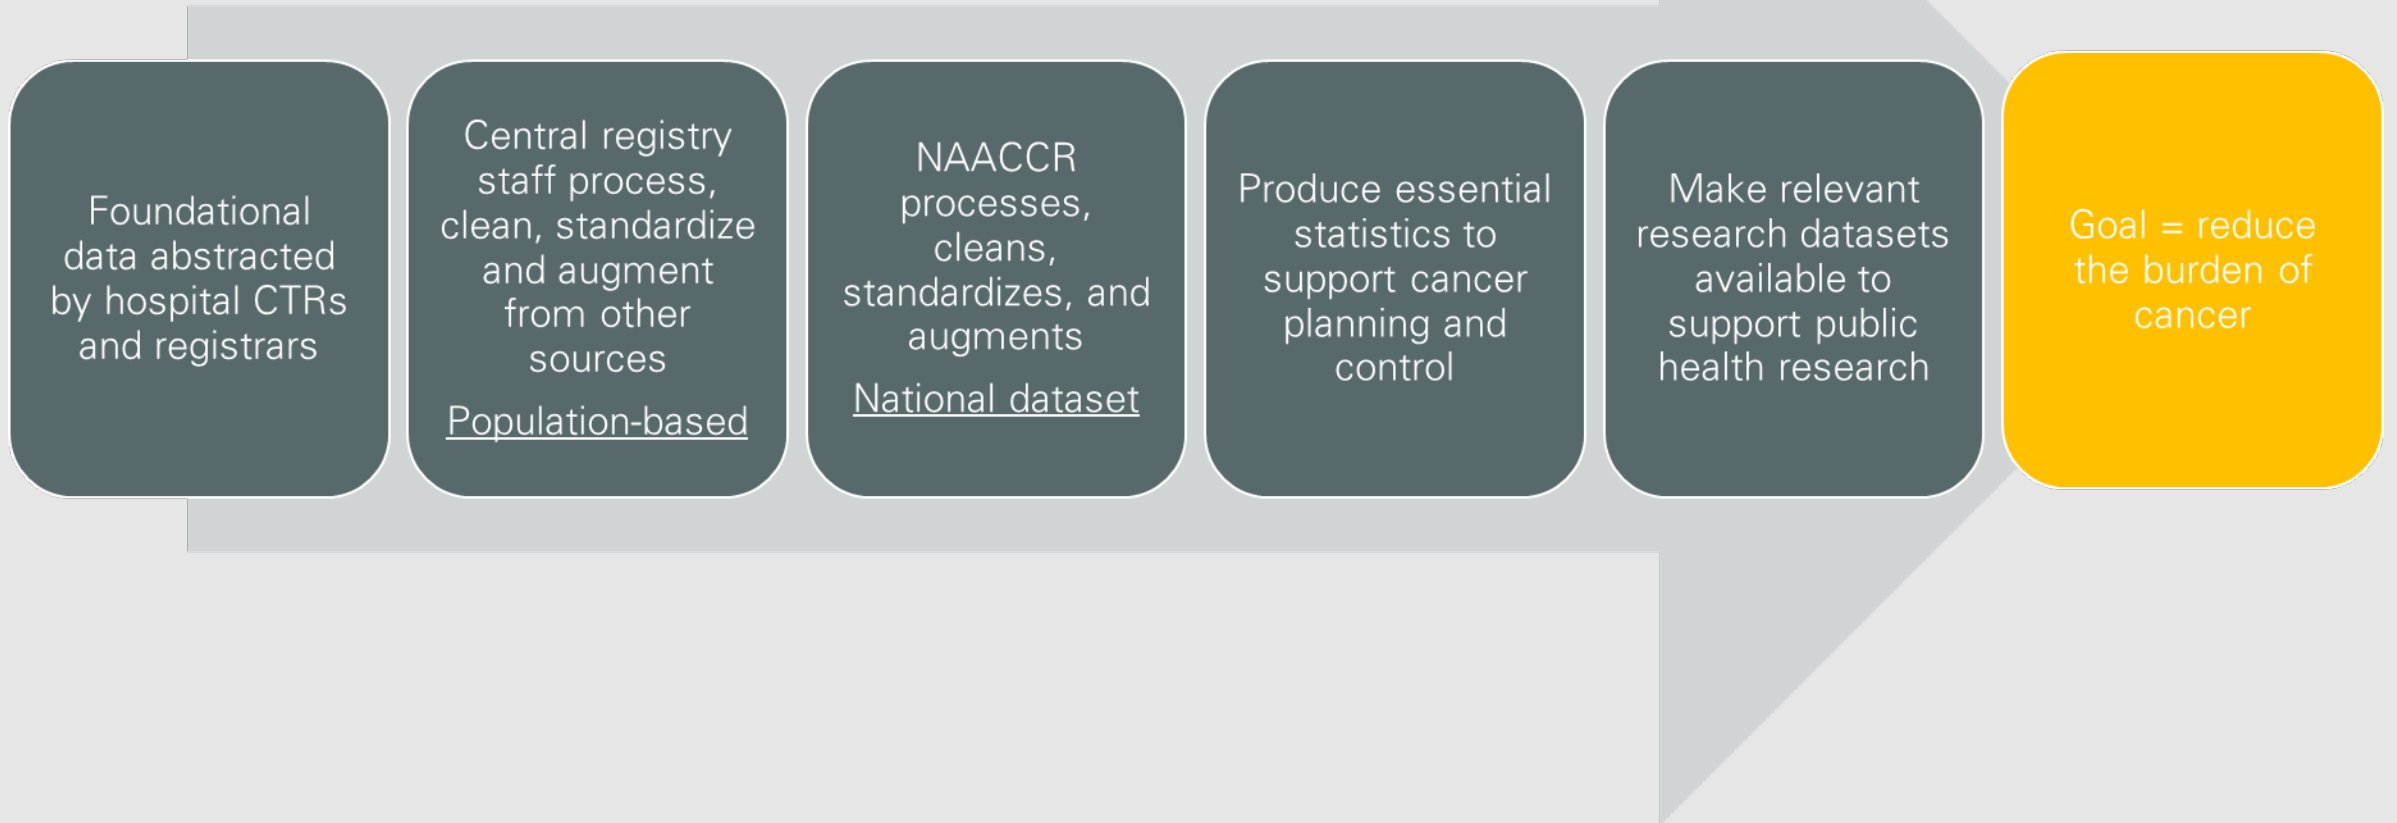 Foundational
data abstracted
by hospital CTRs
and registrars
Central registry
staff process,
clean, standardize
and augment
from other
sources
Population-based
NAACCR
processes,
cleans,
standardizes, and
augments
National dataset
Produce essential
statistics to
support cancer
planning and
control
Make relevant
research datasets
available to
support public
health research
Goal = reduce
the burden of
cancer